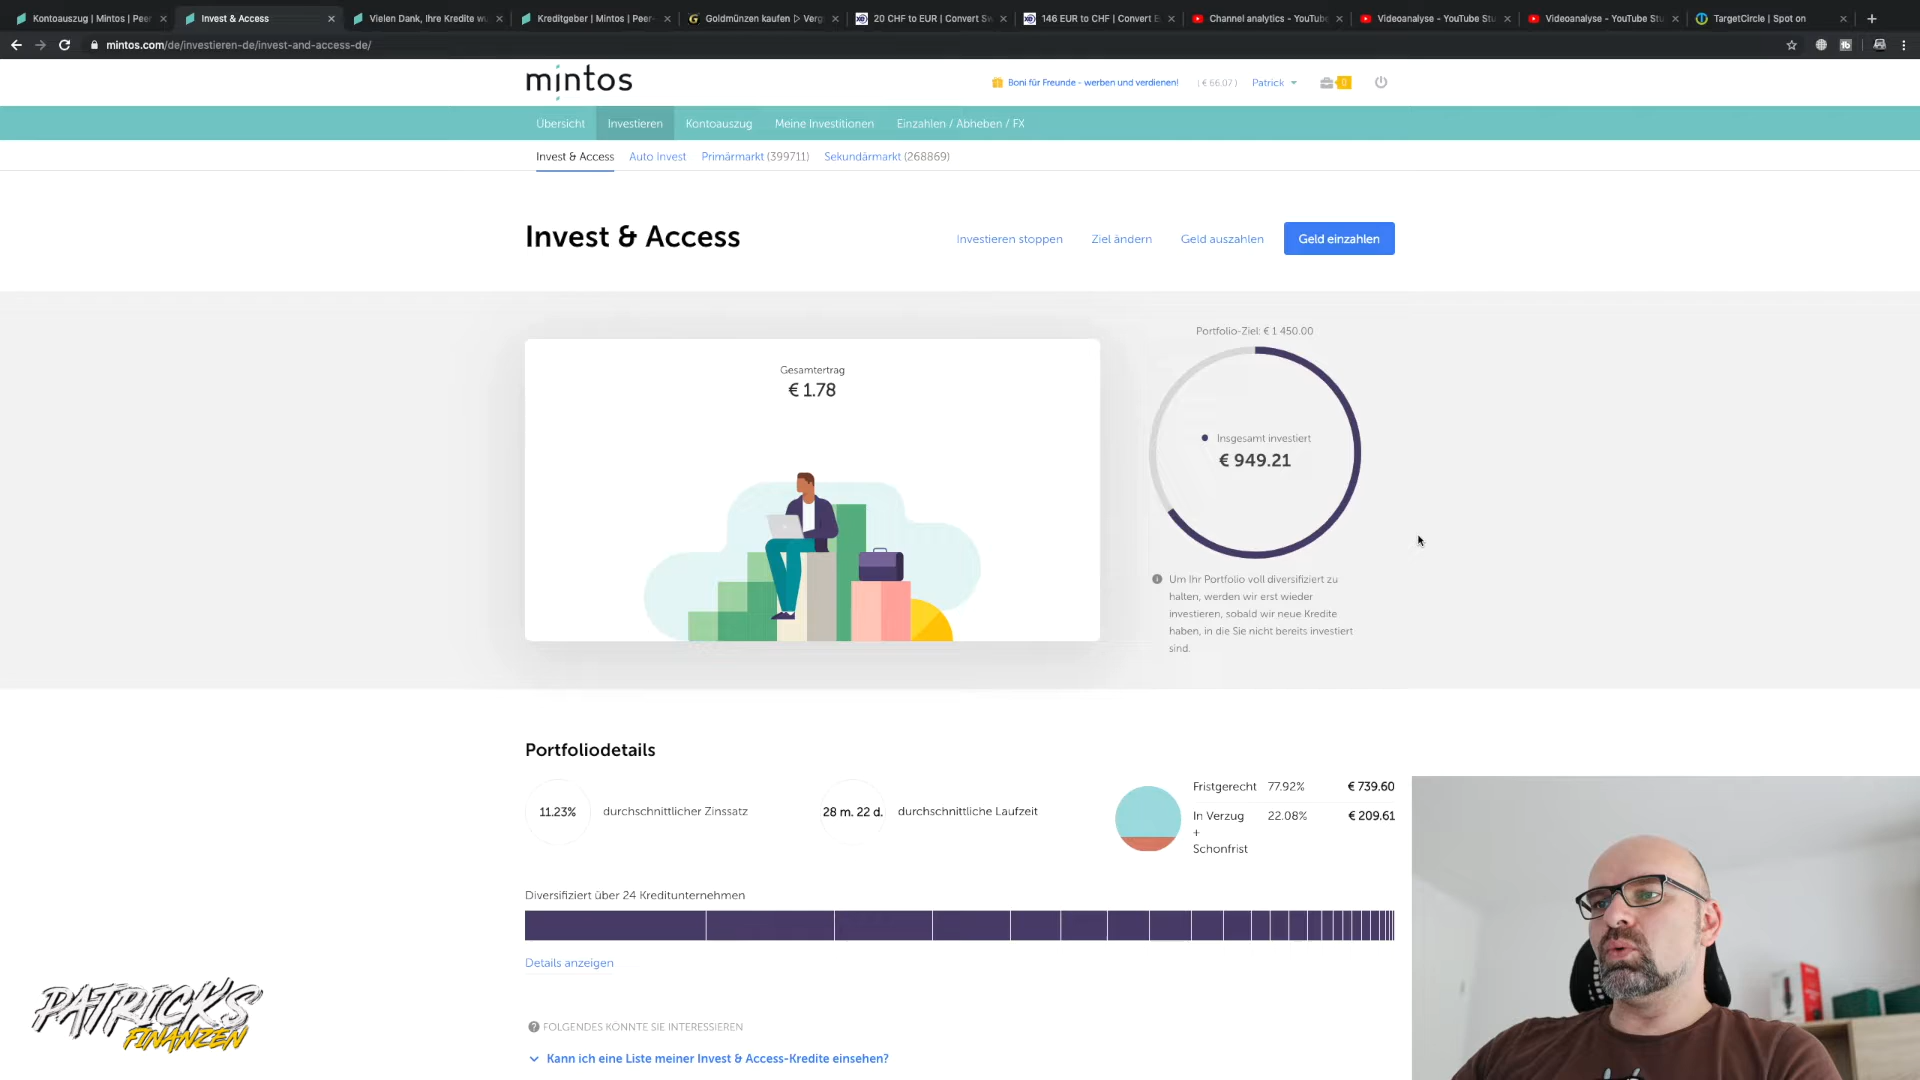 Kontoauszug | Mintos | Peer
Invest & Access
Vielen Dank, Ihre Kredite wu
Kreditgeber | Mintos | Peer-
Goldmünzen kaufen ▷ Verg
20 CHF to EUR | Convert Sw
146 EUR to CHF | Convert E
Channel analytics - YouTube
Videoanalyse - YouTube Stu
Videoanalyse - YouTube Stu
TargetCircle | Spot on
mintos.com/de/investieren-de/invest-and-access-de/
mintos
Boni für Freunde - werben und verdienen!
( € 66.07 )
Patrick
0
Übersicht
Investieren
Kontoauszug
Meine Investitionen
Einzahlen / Abheben / FX
Invest & Access
Auto Invest
Primärmarkt (399711)
Sekundärmarkt (268869)
Invest & Access
Investieren stoppen
Ziel ändern
Geld auszahlen
Geld einzahlen
Gesamtertrag
€ 1.78
Portfolio-Ziel: € 1 450.00
Insgesamt investiert
€ 949.21
Um Ihr Portfolio voll diversifiziert zu
halten, werden wir erst wieder
investieren, sobald wir neue Kredite
haben, in die Sie nicht bereits investiert
sind.
Portfoliodetails
11.23%
durchschnittlicher Zinssatz
28 m. 22 d.
durchschnittliche Laufzeit
Fristgerecht 77.92% € 739.60
In Verzug 22.08% € 209.61
+
Schonfrist
Diversifiziert über 24 Kreditunternehmen
Details anzeigen
FOLGENDES KÖNNTE SIE INTERESSIEREN
Kann ich eine Liste meiner Invest & Access-Kredite einsehen?
PATRICKS
FINANZEN